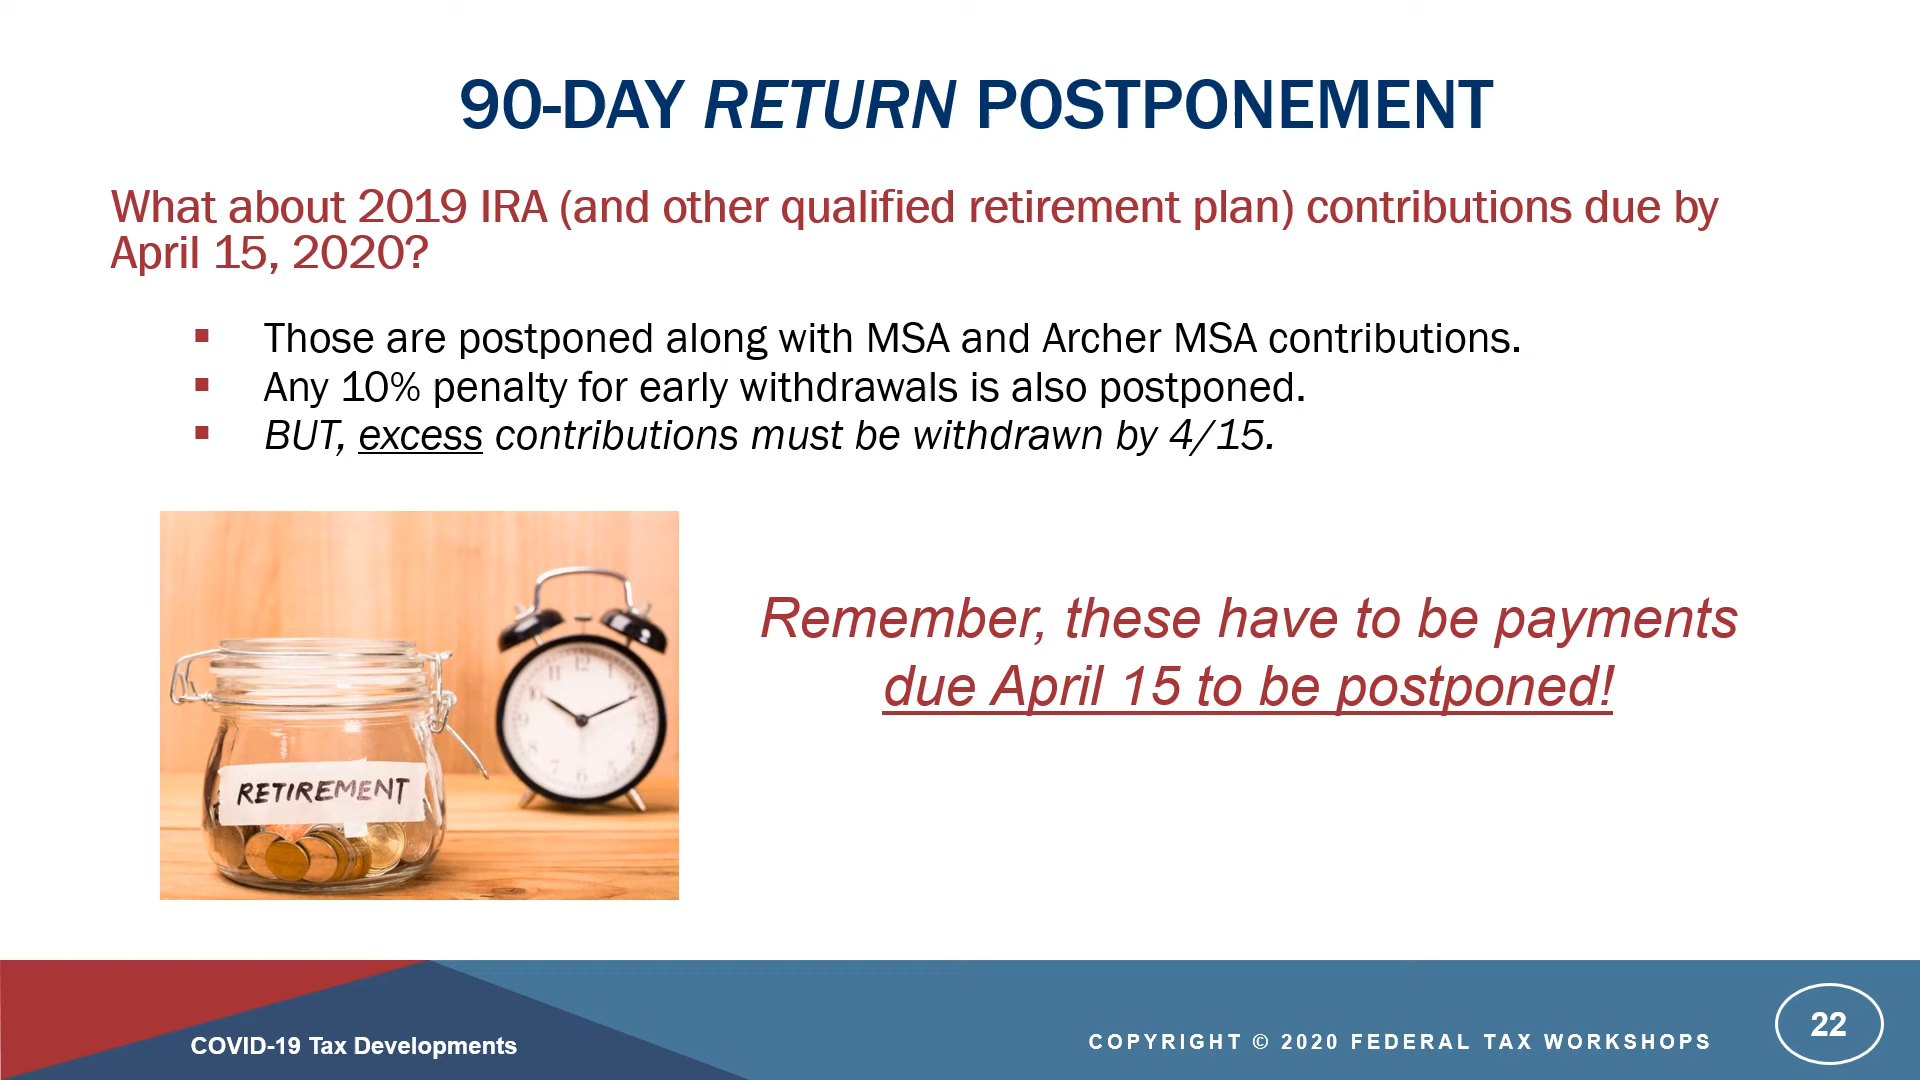 90-DAY RETURN POSTPONEMENT
What about 2019 IRA (and other qualified retirement plan) contributions due by
April 15, 2020?
Those are postponed along with MSA and Archer MSA contributions.
Any 10% penalty for early withdrawals is also postponed.
BUT, excess contributions must be withdrawn by 4/15.
Remember, these have to be payments
due April 15 to be postponed!
RETIREMENT
COVID-19 Tax Developments
COPYRIGHT © 2020 FEDERAL TAX WORKSHOPS
22